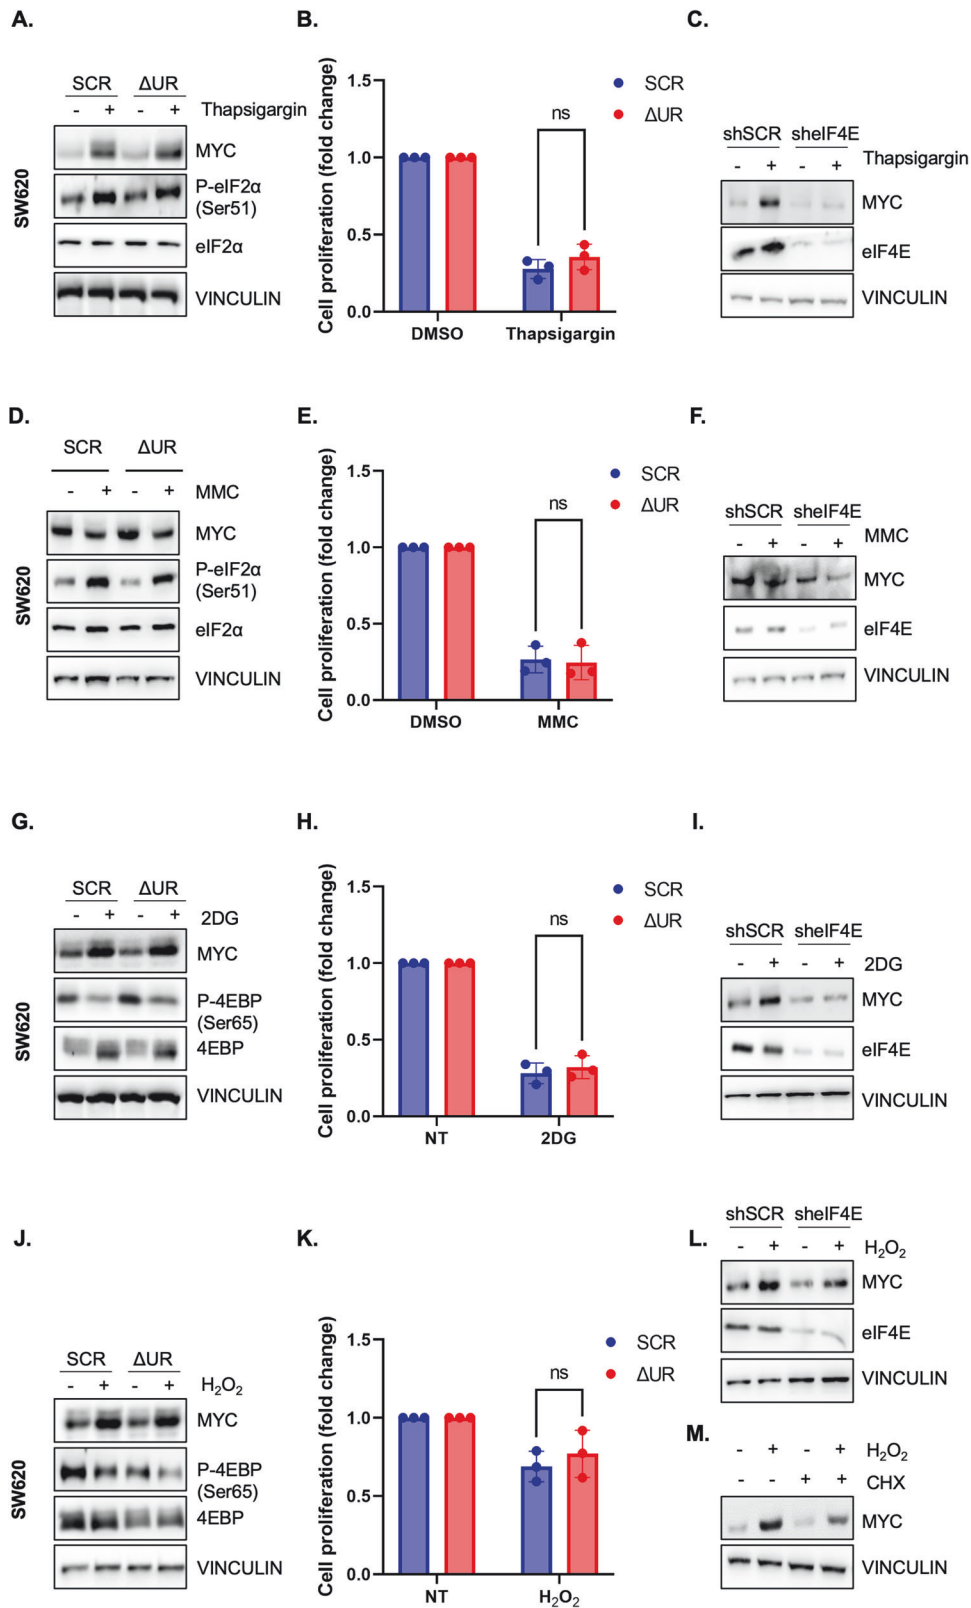 A.
SCR ΔUR
- + - + Thapsigargin
MYC
P-eIF2α
(Ser51)
eIF2α
VINCULIN
SW620
B.
Cell proliferation (fold change)
1.5
1.0
0.5
0.0
ns
SCR
ΔUR
DMSO Thapsigargin
C.
shSCR sheIF4E
- + - + Thapsigargin
MYC
eIF4E
VINCULIN
D.
SCR ΔUR
- + - + MMC
MYC
P-eIF2α
(Ser51)
eIF2α
VINCULIN
SW620
E.
Cell proliferation (fold change)
1.5
1.0
0.5
0.0
ns
SCR
ΔUR
DMSO MMC
F.
shSCR sheIF4E
- + - + MMC
MYC
eIF4E
VINCULIN
G.
SCR ΔUR
- + - + 2DG
MYC
P-4EBP
(Ser65)
4EBP
VINCULIN
SW620
H.
Cell proliferation (fold change)
1.5
1.0
0.5
0.0
ns
SCR
ΔUR
NT 2DG
I.
shSCR sheIF4E
- + - + 2DG
MYC
eIF4E
VINCULIN
J.
SCR ΔUR
- + - + H₂O₂
MYC
P-4EBP
(Ser65)
4EBP
VINCULIN
SW620
K.
Cell proliferation (fold change)
1.5
1.0
0.5
0.0
ns
SCR
ΔUR
NT H₂O₂
L.
shSCR sheIF4E
- + - + H₂O₂
MYC
eIF4E
VINCULIN
M.
- + - + H₂O₂
- - + + CHX
MYC
VINCULIN